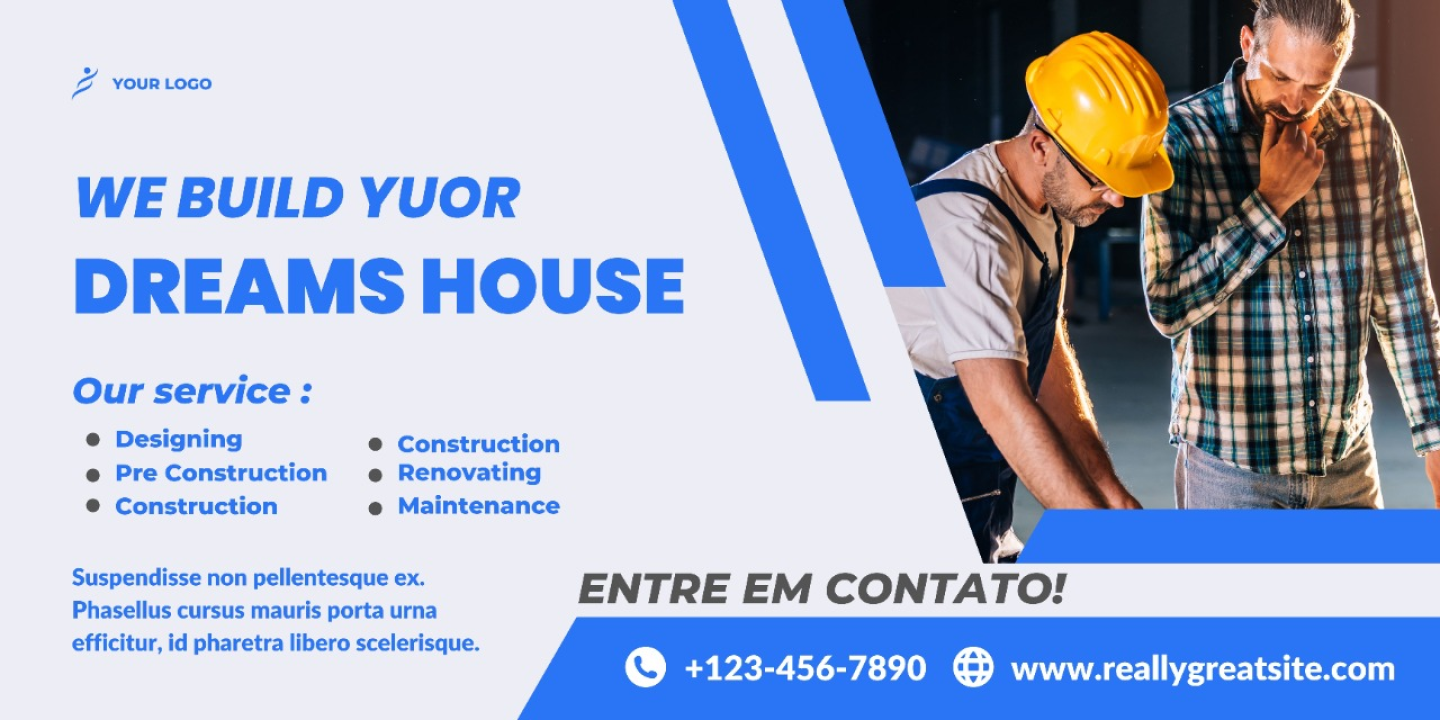 YOUR LOGO
WE BUILD YUOR
DREAMS HOUSE
Our service :
Designing
Pre Construction
Construction
Construction
Renovating
Maintenance
Suspendisse non pellentesque ex.
Phasellus cursus mauris porta urna
efficitur, id pharetra libero scelerisque.
ENTRE EM CONTATO!
+123-456-7890
www.reallygreatsite.com